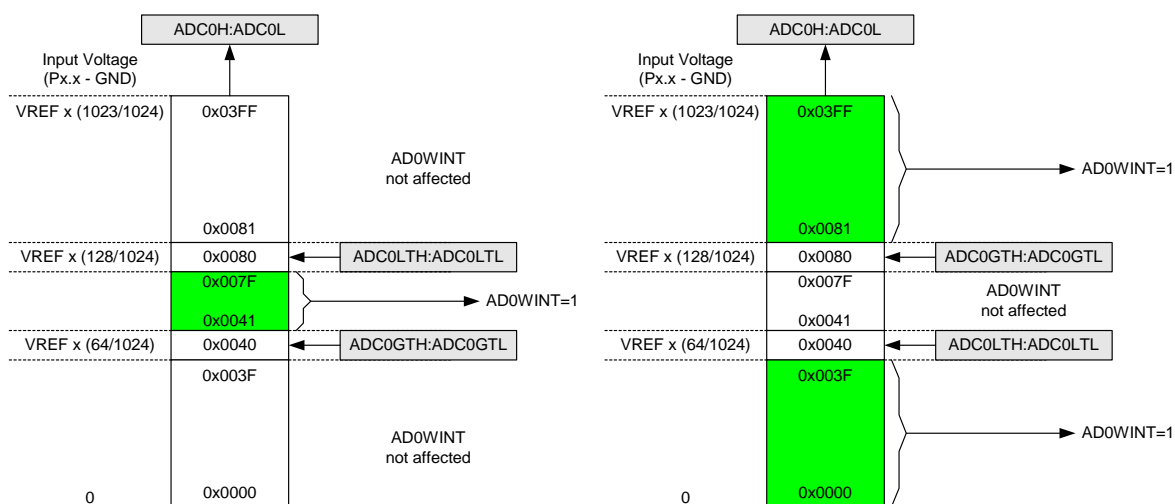 ADC0H:ADC0L
Input Voltage
(Px.x - GND)
VREF x (1023/1024)
0x03FF
AD0WINT
not affected
0x0081
VREF x (128/1024)
0x0080
ADC0LTH:ADC0LTL
0x007F
AD0WINT=1
0x0041
VREF x (64/1024)
0x0040
ADC0GTH:ADC0GTL
0x003F
AD0WINT
not affected
0
0x0000
ADC0H:ADC0L
Input Voltage
(Px.x - GND)
VREF x (1023/1024)
0x03FF
AD0WINT=1
0x0081
VREF x (128/1024)
0x0080
ADC0GTH:ADC0GTL
0x007F
AD0WINT
not affected
0x0041
VREF x (64/1024)
0x0040
ADC0LTH:ADC0LTL
0x003F
AD0WINT=1
0
0x0000